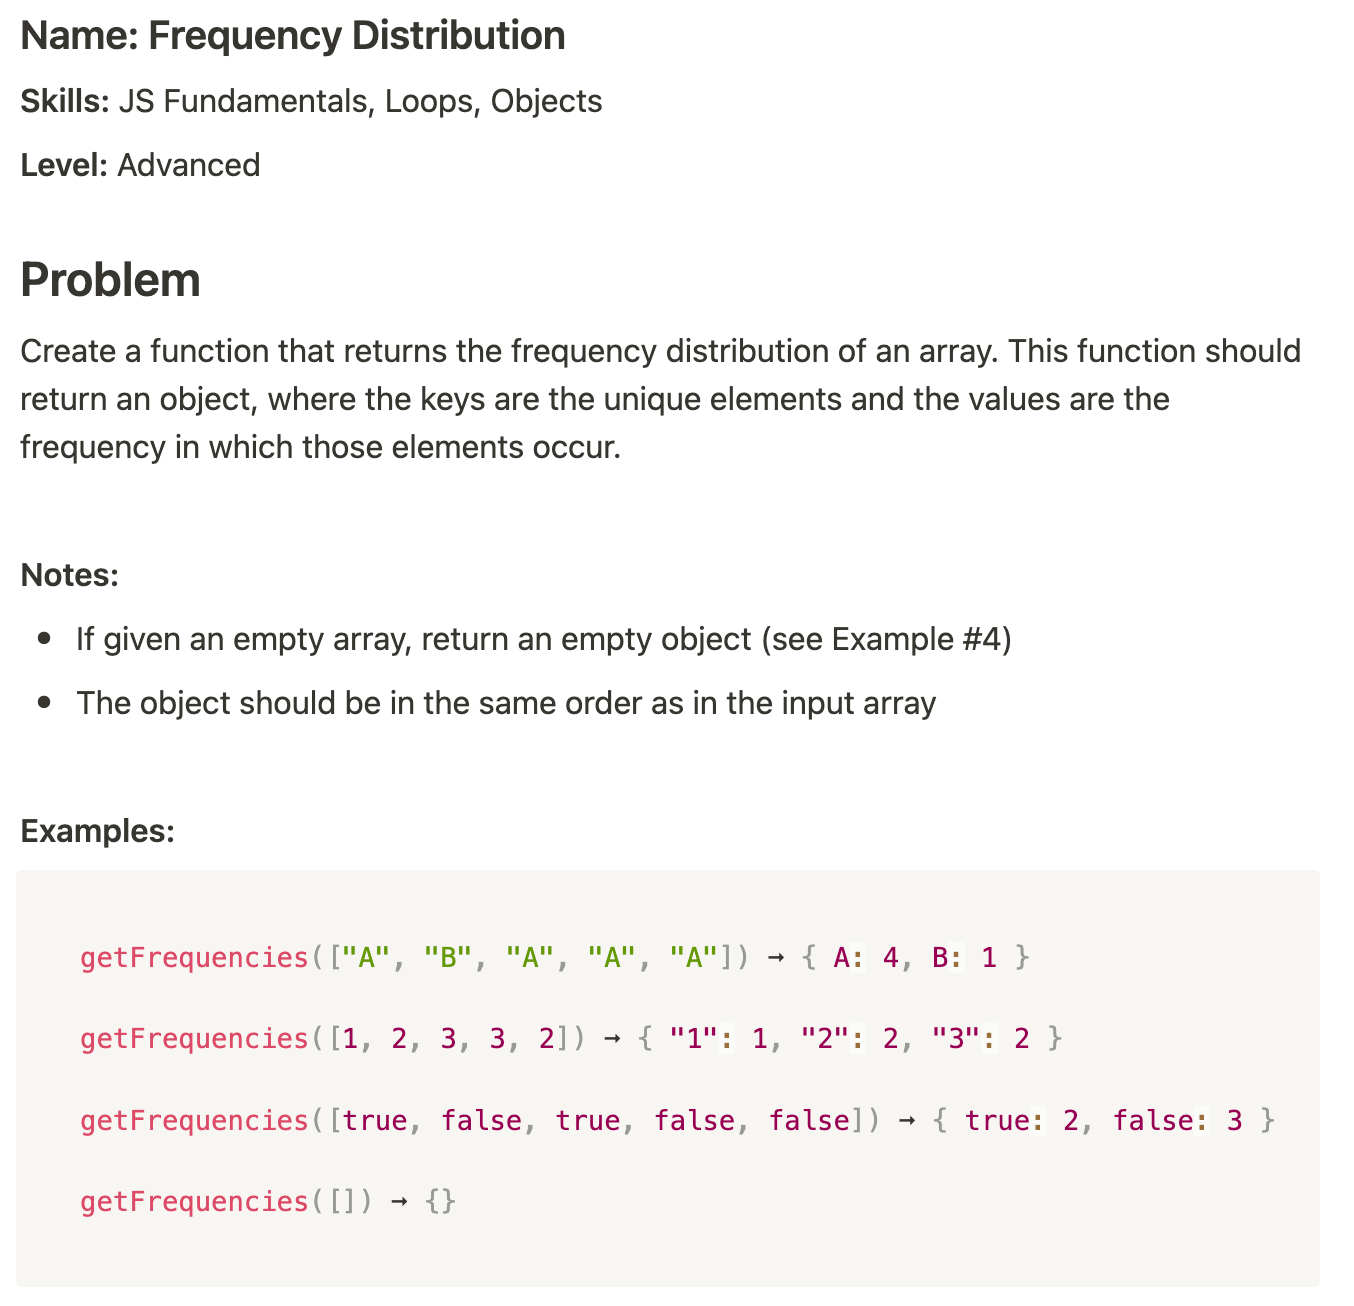 Name: Frequency Distribution
Skills: JS Fundamentals, Loops, Objects
Level: Advanced
Problem
Create a function that returns the frequency distribution of an array. This function should
return an object, where the keys are the unique elements and the values are the
frequency in which those elements occur.
Notes:
• If given an empty array, return an empty object (see Example #4)
• The object should be in the same order as in the input array
Examples:
getFrequencies(["A", "B", "A", "A", "A"]) ➞ { A: 4, B: 1 }
getFrequencies([1, 2, 3, 3, 2]) ➞ { "1": 1, "2": 2, "3": 2 }
getFrequencies([true, false, true, false, false]) ➞ { true: 2, false: 3 }
getFrequencies([]) ➞ {}